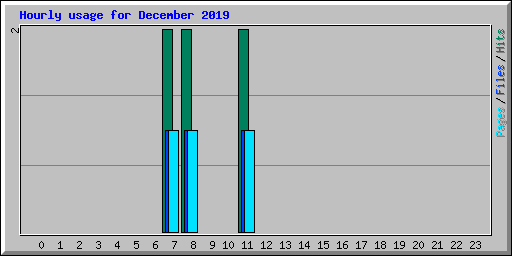 Hourly usage for December 2019
2
Pages/Files/Hits
0 1 2 3 4 5 6 7 8 9 10 11 12 13 14 15 16 17 18 19 20 21 22 23